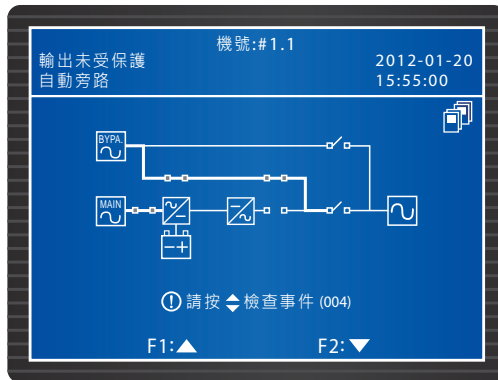 機號:#1.1
輸出未受保護
自動旁路
2012-01-20
15:55:00
BYPA.
MAIN
請按檢查事件 (004)
F1:▲
F2:▼